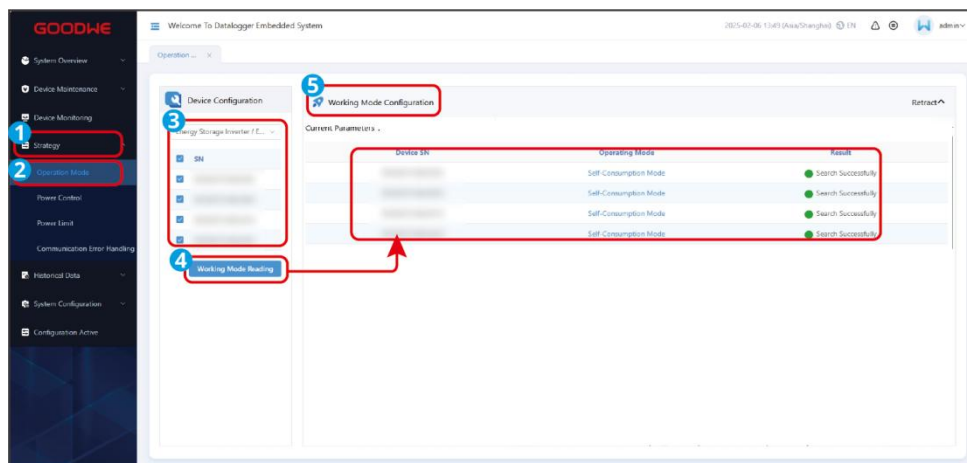 GOODWE
Welcome To Datalogger Embedded System
2025-02-06 13:49 (Asia/Shanghai) EN
admin
Operation ... ×
System Overview
Device Maintenance
Device Monitoring
1
Strategy
2
Operation Mode
Power Control
Power Limit
Communication Error Handling
Historical Data
System Configuration
Configuration Active
Device Configuration
3
Energy Storage Inverter / E...
SN
4
Working Mode Reading
5
Working Mode Configuration
Retract
Current Parameters
Device SN Operating Mode Result
Self-Consumption Mode Search Successfully
Self-Consumption Mode Search Successfully
Self-Consumption Mode Search Successfully
Self-Consumption Mode Search Successfully